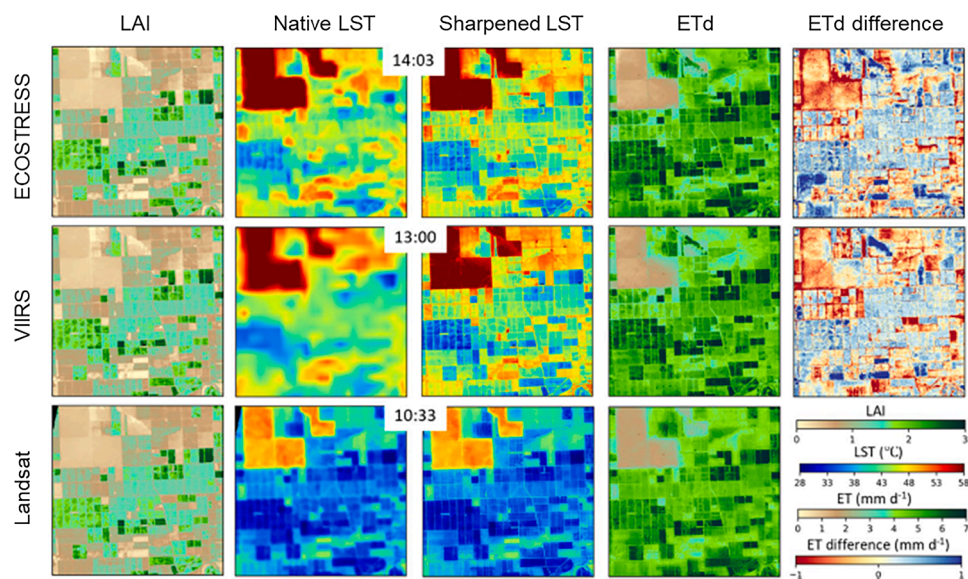 LAI Native LST Sharpened LST ETd ETd difference
ECOSTRESS
14:03
VIIRS
13:00
Landsat
10:33
LAI
0 1 2 3
LST (°C)
28 33 38 43 48 53 58
ET (mm d⁻¹)
0 1 2 3 4 5 6 7
ET difference (mm d⁻¹)
−1 0 1